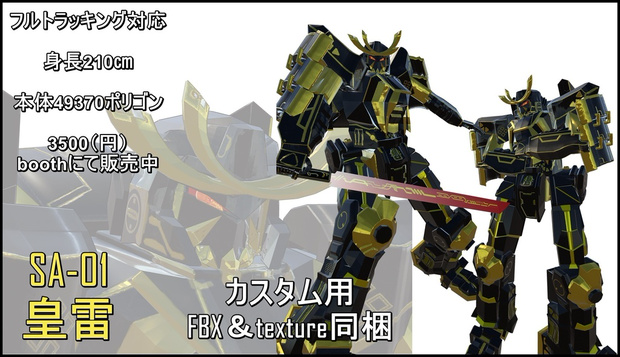 フルトラッキング対応
身長210㎝
本体49370ポリゴン
3500（円）
boothにて販売中
SA-01
皇雷
カスタム用
FBX＆texture同梱